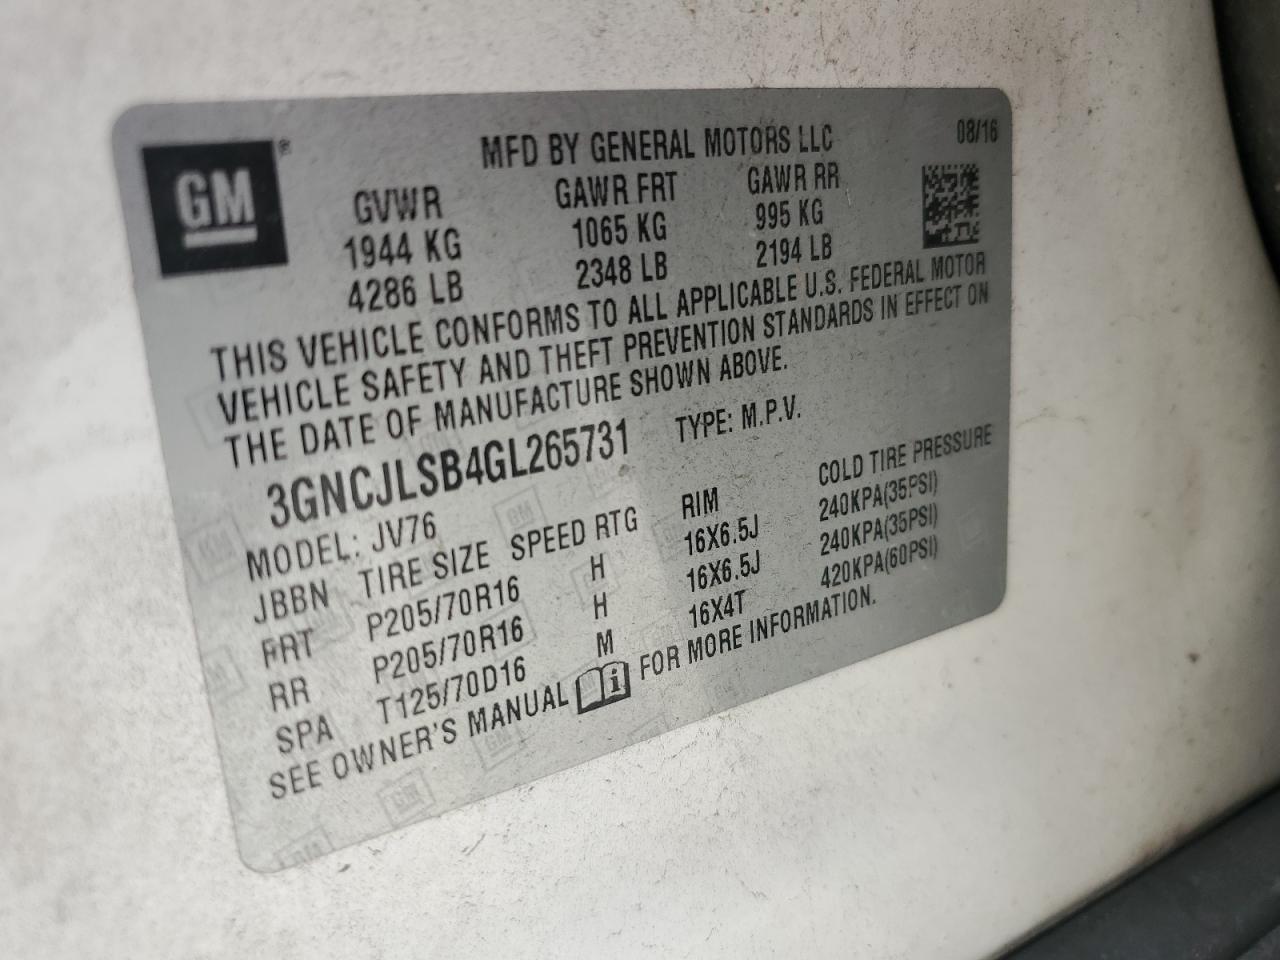 GM®
MFD BY GENERAL MOTORS LLC 08/16
GVWR GAWR FRT GAWR RR
1944 KG 1065 KG 995 KG
4286 LB 2348 LB 2194 LB
THIS VEHICLE CONFORMS TO ALL APPLICABLE U.S. FEDERAL MOTOR
VEHICLE SAFETY AND THEFT PREVENTION STANDARDS IN EFFECT ON
THE DATE OF MANUFACTURE SHOWN ABOVE.
3GNCJLSB4GL265731 TYPE: M.P.V.
MODEL: JV76
JBBN TIRE SIZE SPEED RTG RIM COLD TIRE PRESSURE
FRT P205/70R16 H 16X6.5J 240KPA(35PSI)
RR P205/70R16 H 16X6.5J 240KPA(35PSI)
SPA T125/70D16 M 16X4T 420KPA(60PSI)
SEE OWNER'S MANUAL i FOR MORE INFORMATION.